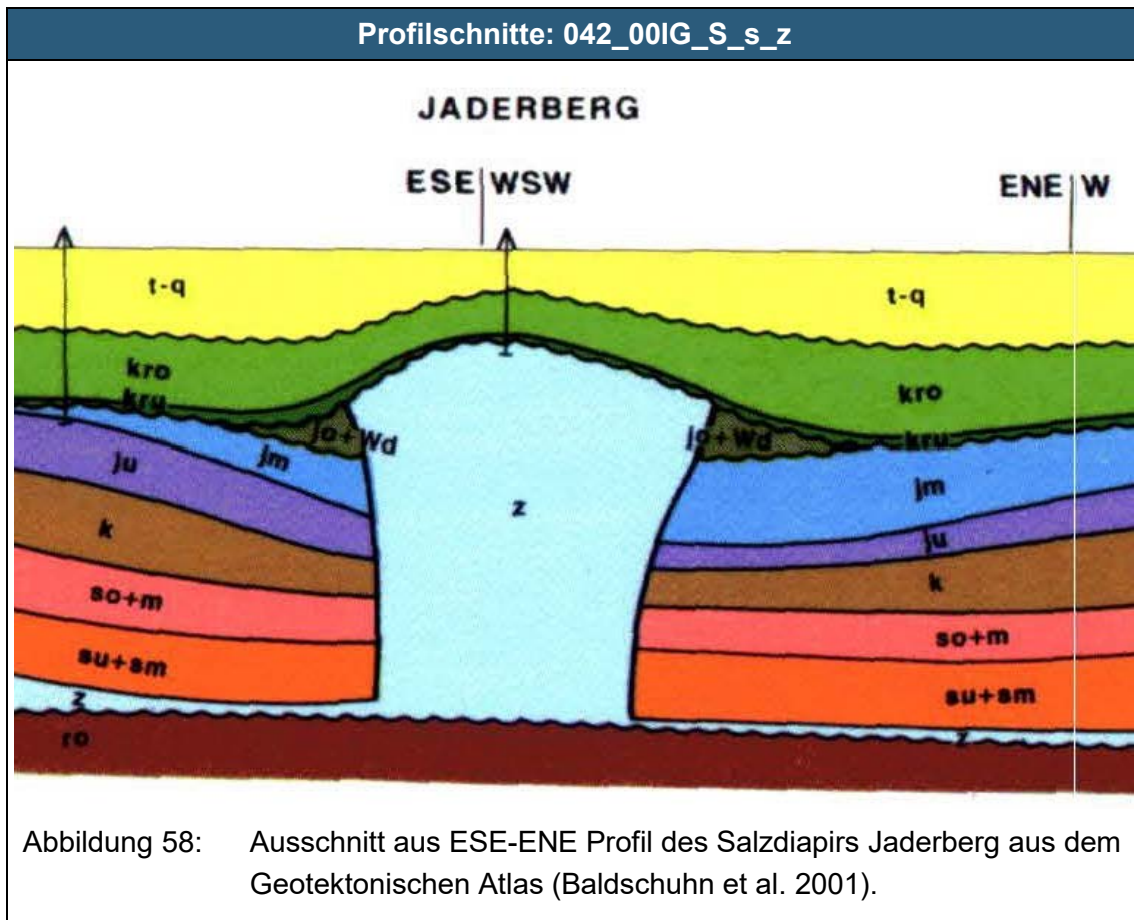 Profilschnitte: 042_00IG_S_s_z
JADERBERG
ESE WSW
ENE W
t-q
t-q
kro
kro
kru
kru
jo+Wd
jo+Wd
jm
jm
ju
ju
z
k
k
so+m
so+m
su+sm
su+sm
z
z
ro
Abbildung 58: Ausschnitt aus ESE-ENE Profil des Salzdiapirs Jaderberg aus dem
Geotektonischen Atlas (Baldschuhn et al. 2001).